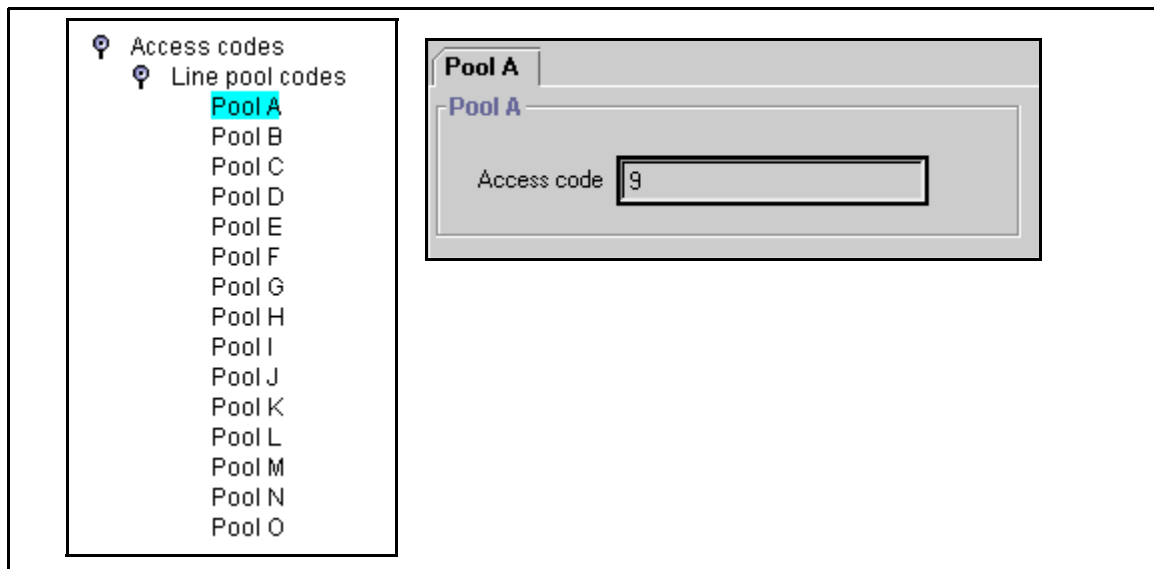 Access codes
Line pool codes
Pool A
Pool B
Pool C
Pool D
Pool E
Pool F
Pool G
Pool H
Pool I
Pool J
Pool K
Pool L
Pool M
Pool N
Pool O
Pool A
Pool A
Access code 9